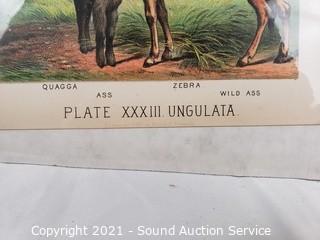 QUAGGA ZEBRA
ASS WILD ASS
PLATE XXXIII. UNGULATA.
Copyright 2021 - Sound Auction Service